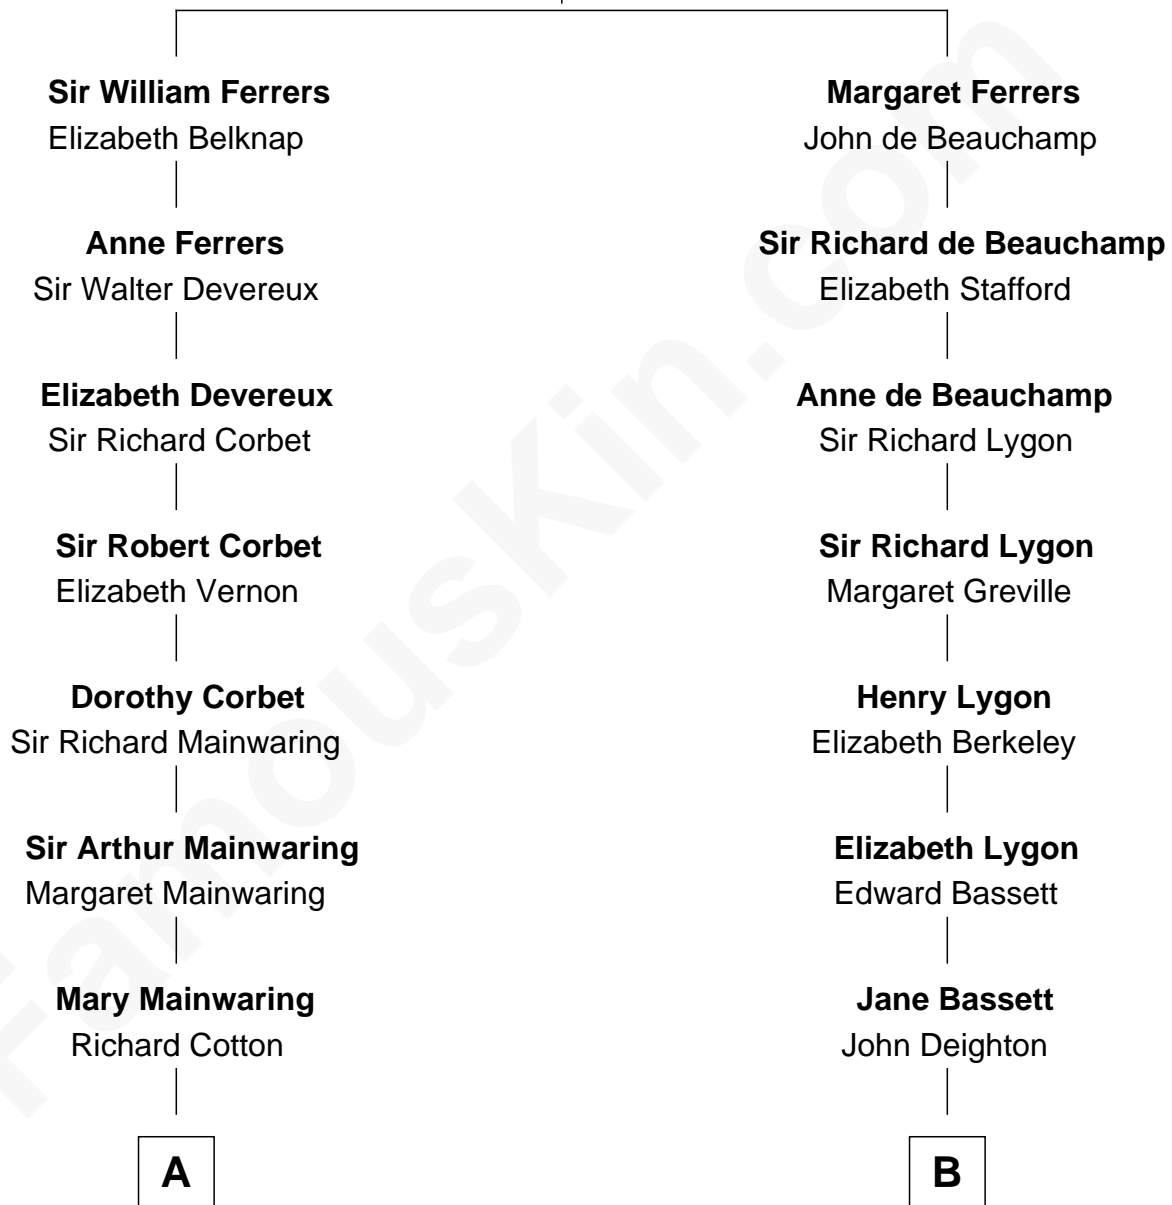 Sir William Ferrers
Elizabeth Belknap
Margaret Ferrers
John de Beauchamp
Anne Ferrers
Sir Walter Devereux
Sir Richard de Beauchamp
Elizabeth Stafford
Elizabeth Devereux
Sir Richard Corbet
Anne de Beauchamp
Sir Richard Lygon
Sir Robert Corbet
Elizabeth Vernon
Sir Richard Lygon
Margaret Greville
Dorothy Corbet
Sir Richard Mainwaring
Henry Lygon
Elizabeth Berkeley
Sir Arthur Mainwaring
Margaret Mainwaring
Elizabeth Lygon
Edward Bassett
Mary Mainwaring
Richard Cotton
Jane Bassett
John Deighton
A
B
FamousKin.com